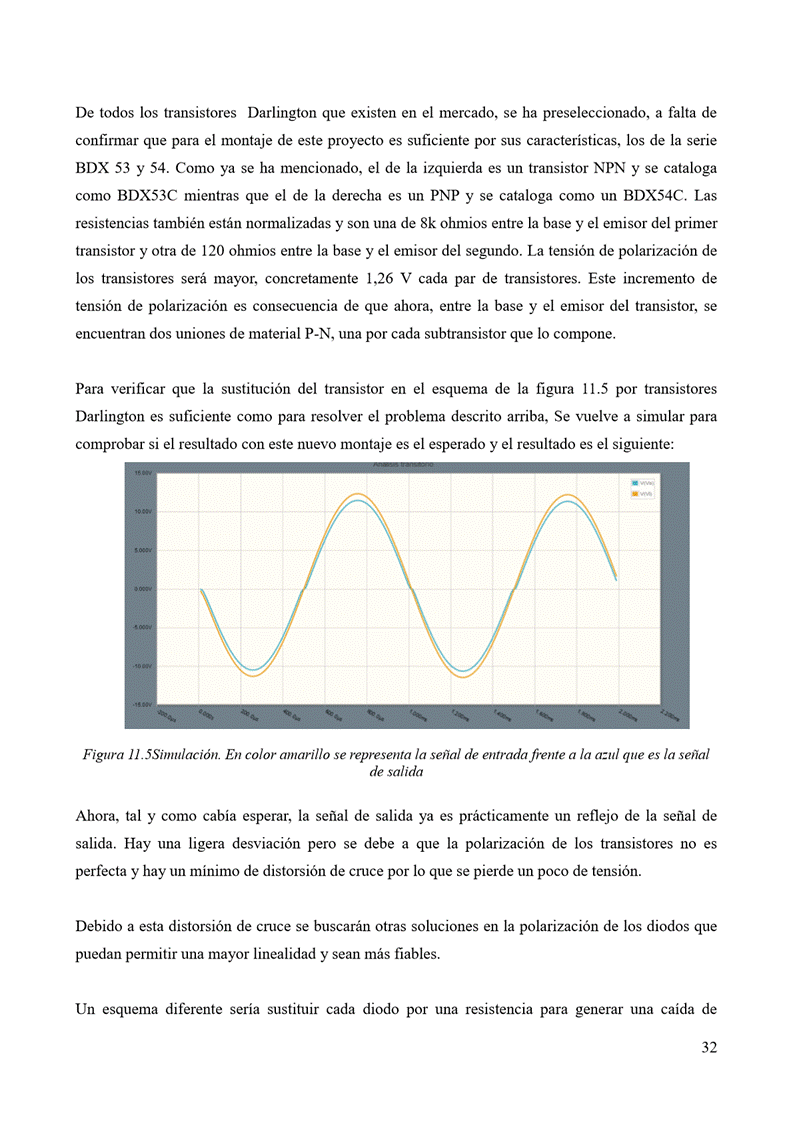 De todos los transistores  Darlington que existen en el mercado, se ha preseleccionado, a falta de
confirmar que para el montaje de este proyecto es suficiente por sus características, los de la serie
BDX 53 y 54. Como ya se ha mencionado, el de la izquierda es un transistor NPN y se cataloga
como BDX53C mientras que el de la derecha es un PNP y se cataloga como un BDX54C. Las
resistencias también están normalizadas y son una de 8k ohmios entre la base y el emisor del primer
transistor y otra de 120 ohmios entre la base y el emisor del segundo. La tensión de polarización de
los transistores será mayor, concretamente 1,26 V cada par de transistores. Este incremento de
tensión de polarización es consecuencia de que ahora, entre la base y el emisor del transistor, se
encuentran dos uniones de material P-N, una por cada subtransistor que lo compone.
Para verificar que la sustitución del transistor en el esquema de la figura 11.5 por transistores
Darlington es suficiente como para resolver el problema descrito arriba, Se vuelve a simular para
comprobar si el resultado con este nuevo montaje es el esperado y el resultado es el siguiente:
Análisis transitorio
15.00V
10.00V
5.000V
0.000V
-5.000V
-10.00V
-15.00V
-200.0µs 0.000s 200.0µs 400.0µs 600.0µs 800.0µs 1.000ms 1.200ms 1.400ms 1.600ms 1.800ms 2.000ms 2.200ms
Figura 11.5Simulación. En color amarillo se representa la señal de entrada frente a la azul que es la señal
de salida
Ahora, tal y como cabía esperar, la señal de salida ya es prácticamente un reflejo de la señal de
salida. Hay una ligera desviación pero se debe a que la polarización de los transistores no es
perfecta y hay un mínimo de distorsión de cruce por lo que se pierde un poco de tensión.
Debido a esta distorsión de cruce se buscarán otras soluciones en la polarización de los diodos que
puedan permitir una mayor linealidad y sean más fiables.
Un esquema diferente sería sustituir cada diodo por una resistencia para generar una caída de
32